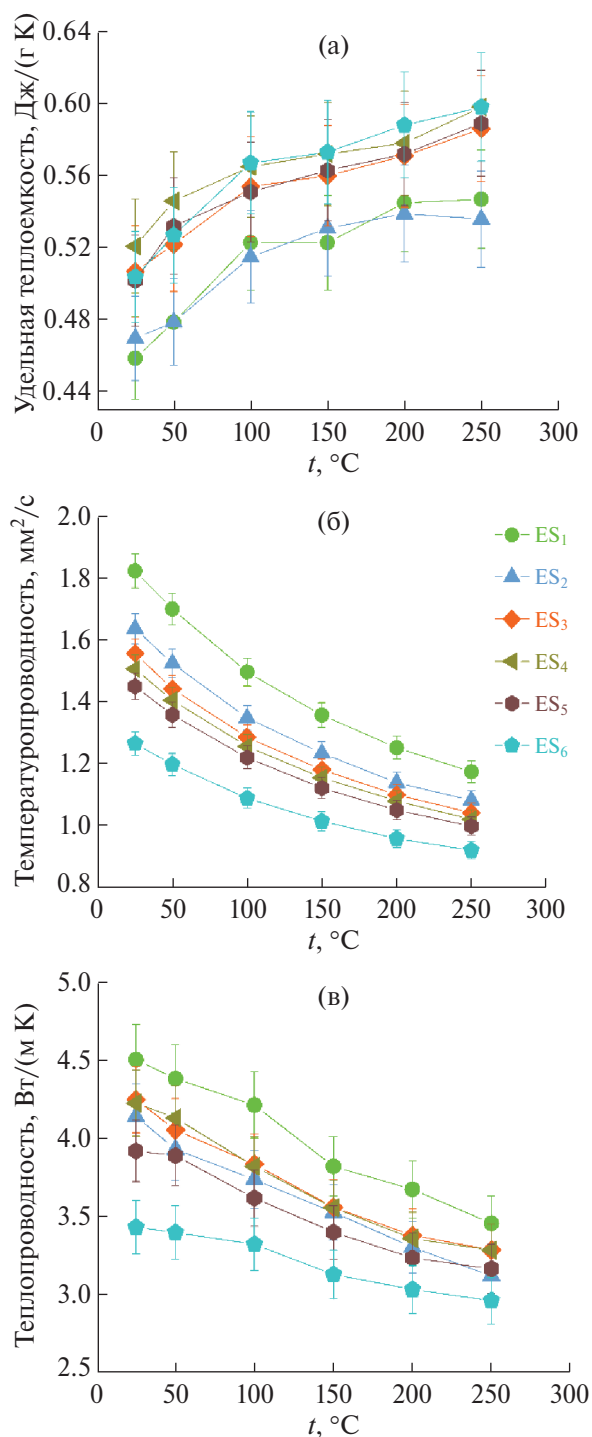 (а)
Удельная теплоемкость, Дж/(г К)
0.64
0.60
0.56
0.52
0.48
0.44
0 50 100 150 200 250 300
t, °C
(б)
Температуропроводность, мм²/с
2.0
1.8
1.6
1.4
1.2
1.0
0.8
ES₁
ES₂
ES₃
ES₄
ES₅
ES₆
0 50 100 150 200 250 300
t, °C
(в)
Теплопроводность, Вт/(м К)
5.0
4.5
4.0
3.5
3.0
2.5
0 50 100 150 200 250 300
t, °C